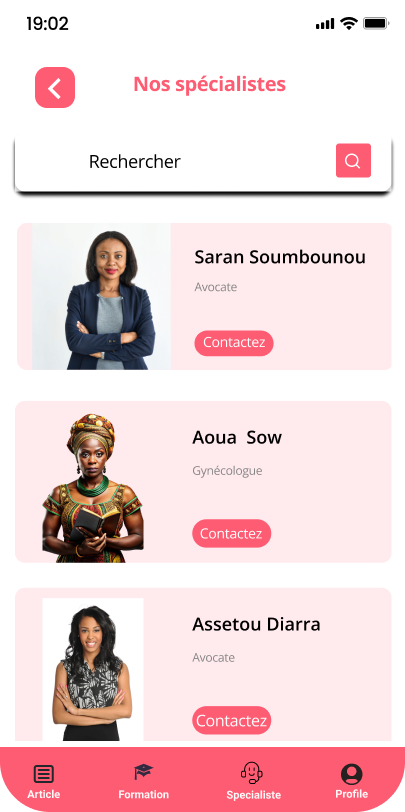 19:02
Nos spécialistes
Rechercher
Saran Soumbounou
Avocate
Contactez
Aoua Sow
Gynécologue
Contactez
Assetou Diarra
Avocate
Contactez
Article Formation Specialiste Profile